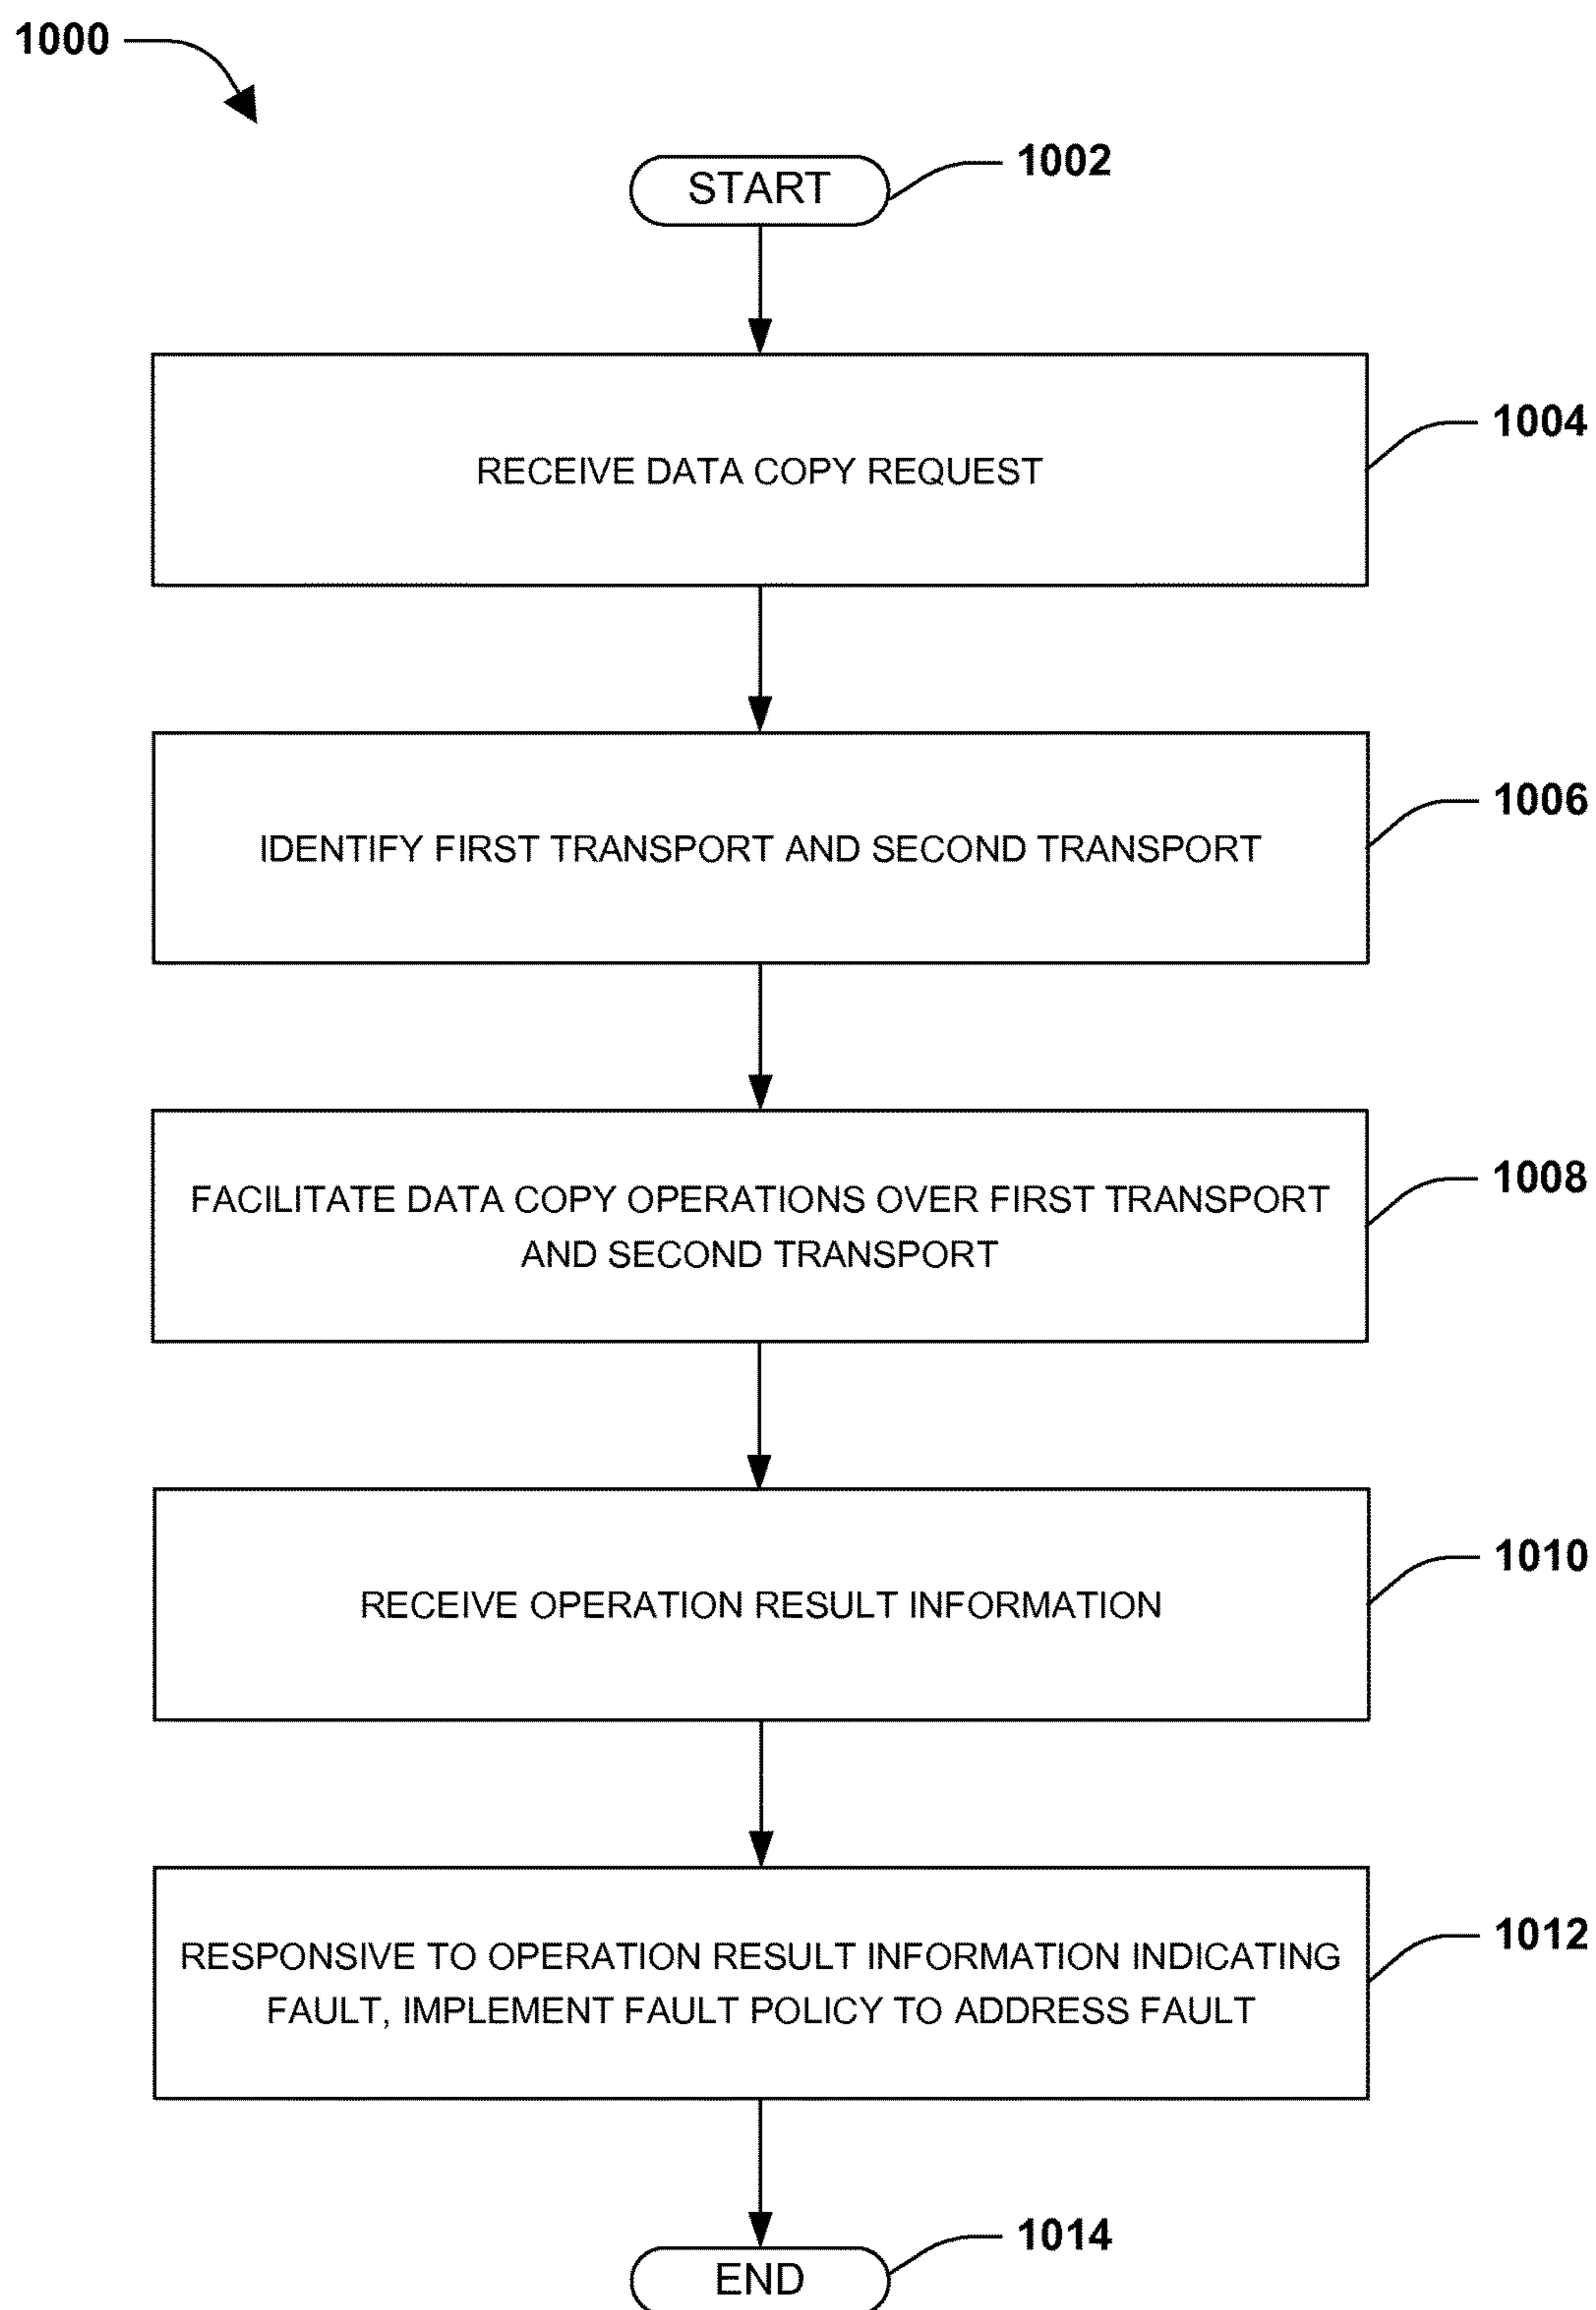 1000
START
1002
RECEIVE DATA COPY REQUEST
1004
IDENTIFY FIRST TRANSPORT AND SECOND TRANSPORT
1006
FACILITATE DATA COPY OPERATIONS OVER FIRST TRANSPORT
AND SECOND TRANSPORT
1008
RECEIVE OPERATION RESULT INFORMATION
1010
RESPONSIVE TO OPERATION RESULT INFORMATION INDICATING
FAULT, IMPLEMENT FAULT POLICY TO ADDRESS FAULT
1012
END
1014